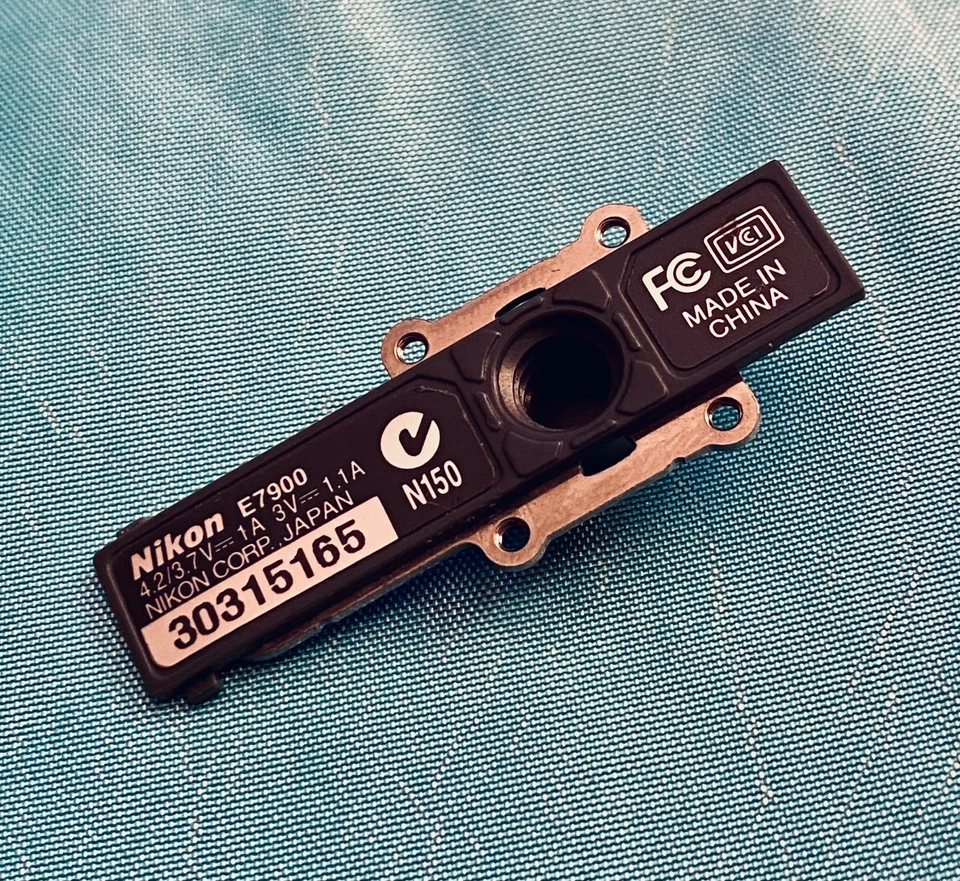 Nikon E7900
4.2/3.7V⎓1A 3V⎓1.1A
NIKON CORP. JAPAN
30315165
N150
FC
VCI
MADE IN
CHINA